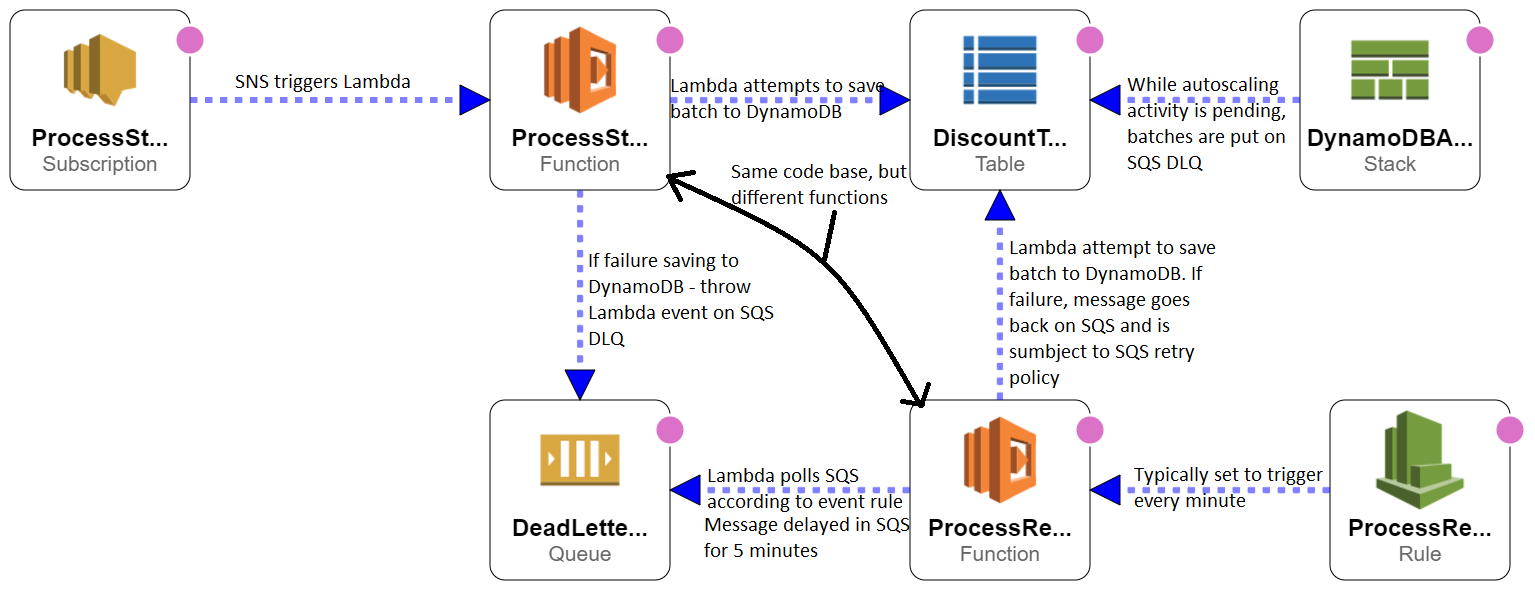 SNS triggers Lambda
ProcessSt...
Subscription
ProcessSt...
Function
Lambda attempts to save
batch to DynamoDB
DiscountT...
Table
While autoscaling
activity is pending,
batches are put on
SQS DLQ
DynamoDBA...
Stack
Same code base, but
different functions
If failure saving to
DynamoDB - throw
Lambda event on SQS
DLQ
Lambda attempt to save
batch to DynamoDB. If
failure, message goes
back on SQS and is
sumbject to SQS retry
policy
DeadLette...
Queue
Lambda polls SQS
according to event rule
Message delayed in SQS
for 5 minutes
ProcessRe...
Function
Typically set to trigger
every minute
ProcessRe...
Rule